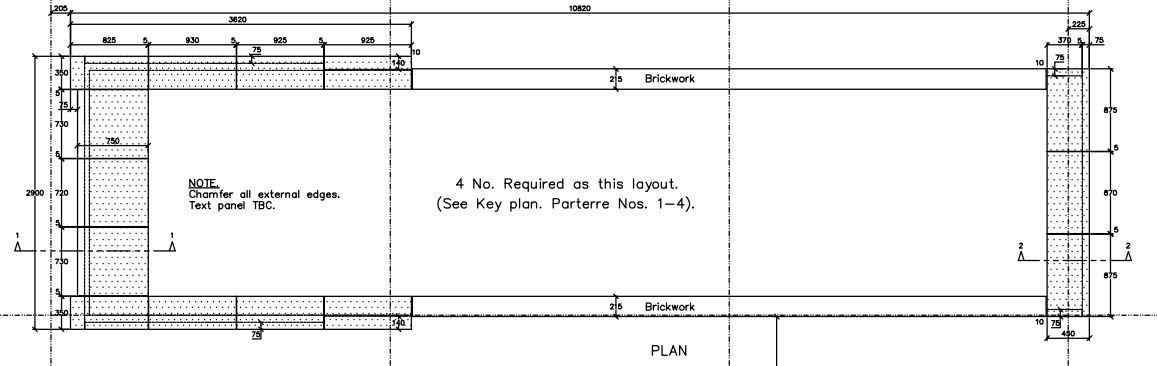 205 10820
3620 225
825 5 930 5 925 5 925 370 5 75
75 10 10 75
140
350 215 Brickwork
5
75
730 875
750
5 5
NOTE.
Chamfer all external edges.
Text panel TBC.
4 No. Required as this layout.
(See Key plan. Parterre Nos. 1-4).
2900 720 870
5 5
1 1 2 2
730 875
5
350 215 Brickwork
140 10 75
75 450
PLAN